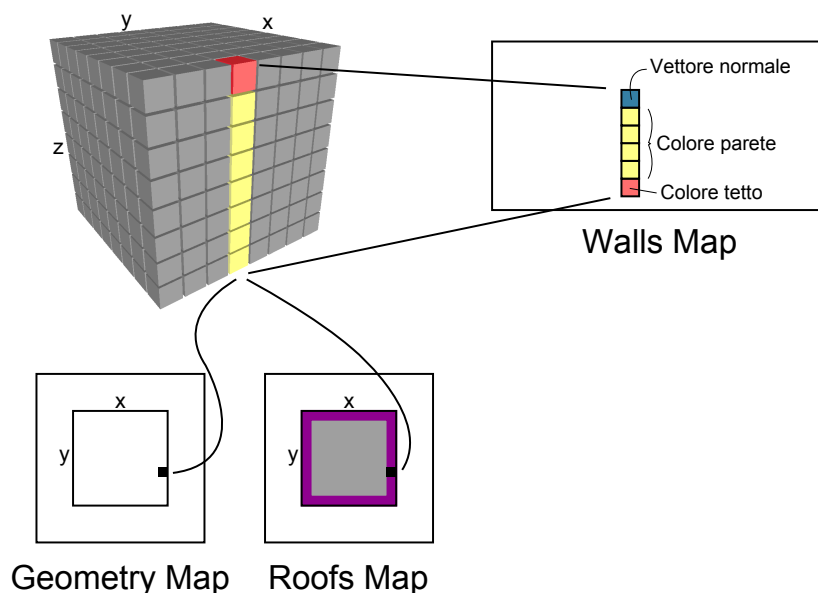 y
x
z
Vettore normale
Colore parete
Colore tetto
Walls Map
x
y
Geometry Map
x
y
Roofs Map